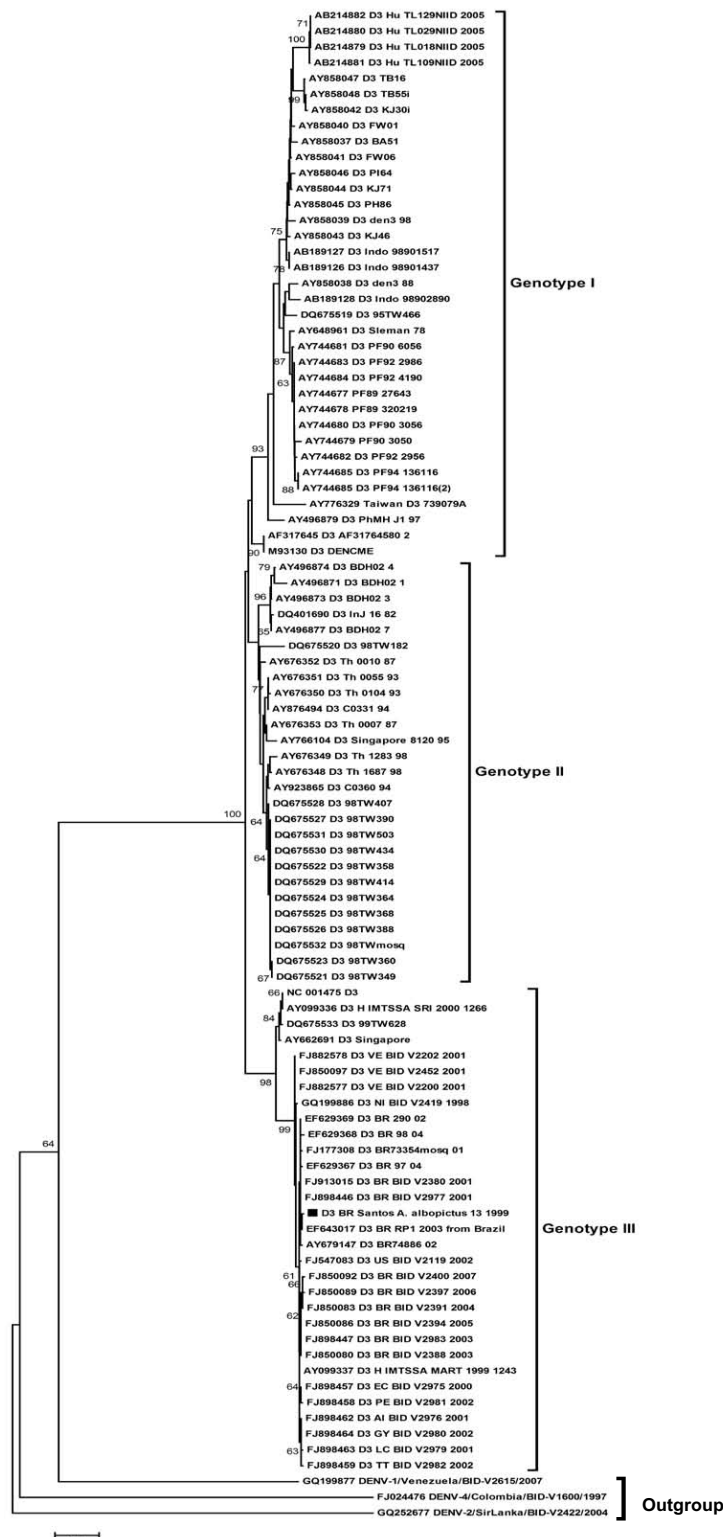 71
AB214882 D3 Hu TL129NIID 2005
AB214880 D3 Hu TL029NIID 2005
100
AB214879 D3 Hu TL018NIID 2005
AB214881 D3 Hu TL109NIID 2005
AY858047 D3 TB16
AY858048 D3 TB55i
99
AY858042 D3 KJ30i
AY858040 D3 FW01
AY858037 D3 BA51
AY858041 D3 FW06
AY858046 D3 PI64
AY858044 D3 KJ71
AY858045 D3 PH86
AY858039 D3 den3 98
75
AY858043 D3 KJ46
AB189127 D3 Indo 98901517
78
AB189126 D3 Indo 98901437
AY858038 D3 den3 88
Genotype I
AB189128 D3 Indo 98902890
DQ675519 D3 95TW466
AY648961 D3 Sleman 78
AY744681 D3 PF90 6056
87
AY744683 D3 PF92 2986
63
AY744684 D3 PF92 4190
AY744677 PF89 27643
AY744678 PF89 320219
AY744680 D3 PF90 3056
AY744679 PF90 3050
93
AY744682 D3 PF92 2956
AY744685 D3 PF94 136116
88
AY744685 D3 PF94 136116(2)
AY776329 Taiwan D3 739079A
AY496879 D3 PhMH J1 97
AF317645 D3 AF31764580 2
90
M93130 D3 DENCME
79
AY496874 D3 BDH02 4
AY496871 D3 BDH02 1
96
AY496873 D3 BDH02 3
DQ401690 D3 InJ 16 82
65
AY496877 D3 BDH02 7
DQ675520 D3 98TW182
AY676352 D3 Th 0010 87
AY676351 D3 Th 0055 93
77
AY676350 D3 Th 0104 93
AY876494 D3 C0331 94
AY676353 D3 Th 0007 87
AY766104 D3 Singapore 8120 95
AY676349 D3 Th 1283 98
AY676348 D3 Th 1687 98
Genotype II
AY923865 D3 C0360 94
DQ675528 D3 98TW407
100
64
DQ675527 D3 98TW390
DQ675531 D3 98TW503
64
DQ675530 D3 98TW434
DQ675522 D3 98TW358
DQ675529 D3 98TW414
DQ675524 D3 98TW364
DQ675525 D3 98TW368
DQ675526 D3 98TW388
DQ675532 D3 98TWmosq
DQ675523 D3 98TW360
67
DQ675521 D3 98TW349
66
NC 001475 D3
AY099336 D3 H IMTSSA SRI 2000 1266
84
DQ675533 D3 99TW628
AY662691 D3 Singapore
FJ882578 D3 VE BID V2202 2001
FJ850097 D3 VE BID V2452 2001
98
FJ882577 D3 VE BID V2200 2001
GQ199886 D3 NI BID V2419 1998
EF629369 D3 BR 290 02
99
EF629368 D3 BR 98 04
FJ177308 D3 BR73354mosq 01
64
EF629367 D3 BR 97 04
FJ913015 D3 BR BID V2380 2001
FJ898446 D3 BR BID V2977 2001
D3 BR Santos A. albopictus 13 1999
EF643017 D3 BR RP1 2003 from Brazil
Genotype III
AY679147 D3 BR74886 02
FJ547083 D3 US BID V2119 2002
61
FJ850092 D3 BR BID V2400 2007
66
FJ850089 D3 BR BID V2397 2006
FJ850083 D3 BR BID V2391 2004
62
FJ850086 D3 BR BID V2394 2005
FJ898447 D3 BR BID V2983 2003
FJ850080 D3 BR BID V2388 2003
AY099337 D3 H IMTSSA MART 1999 1243
64
FJ898457 D3 EC BID V2975 2000
FJ898458 D3 PE BID V2981 2002
FJ898462 D3 AI BID V2976 2001
FJ898464 D3 GY BID V2980 2002
63
FJ898463 D3 LC BID V2979 2001
FJ898459 D3 TT BID V2982 2002
GQ199877 DENV-1/Venezuela/BID-V2615/2007
FJ024476 DENV-4/Colombia/BID-V1600/1997
Outgroup
GQ252677 DENV-2/SirLanka/BID-V2422/2004